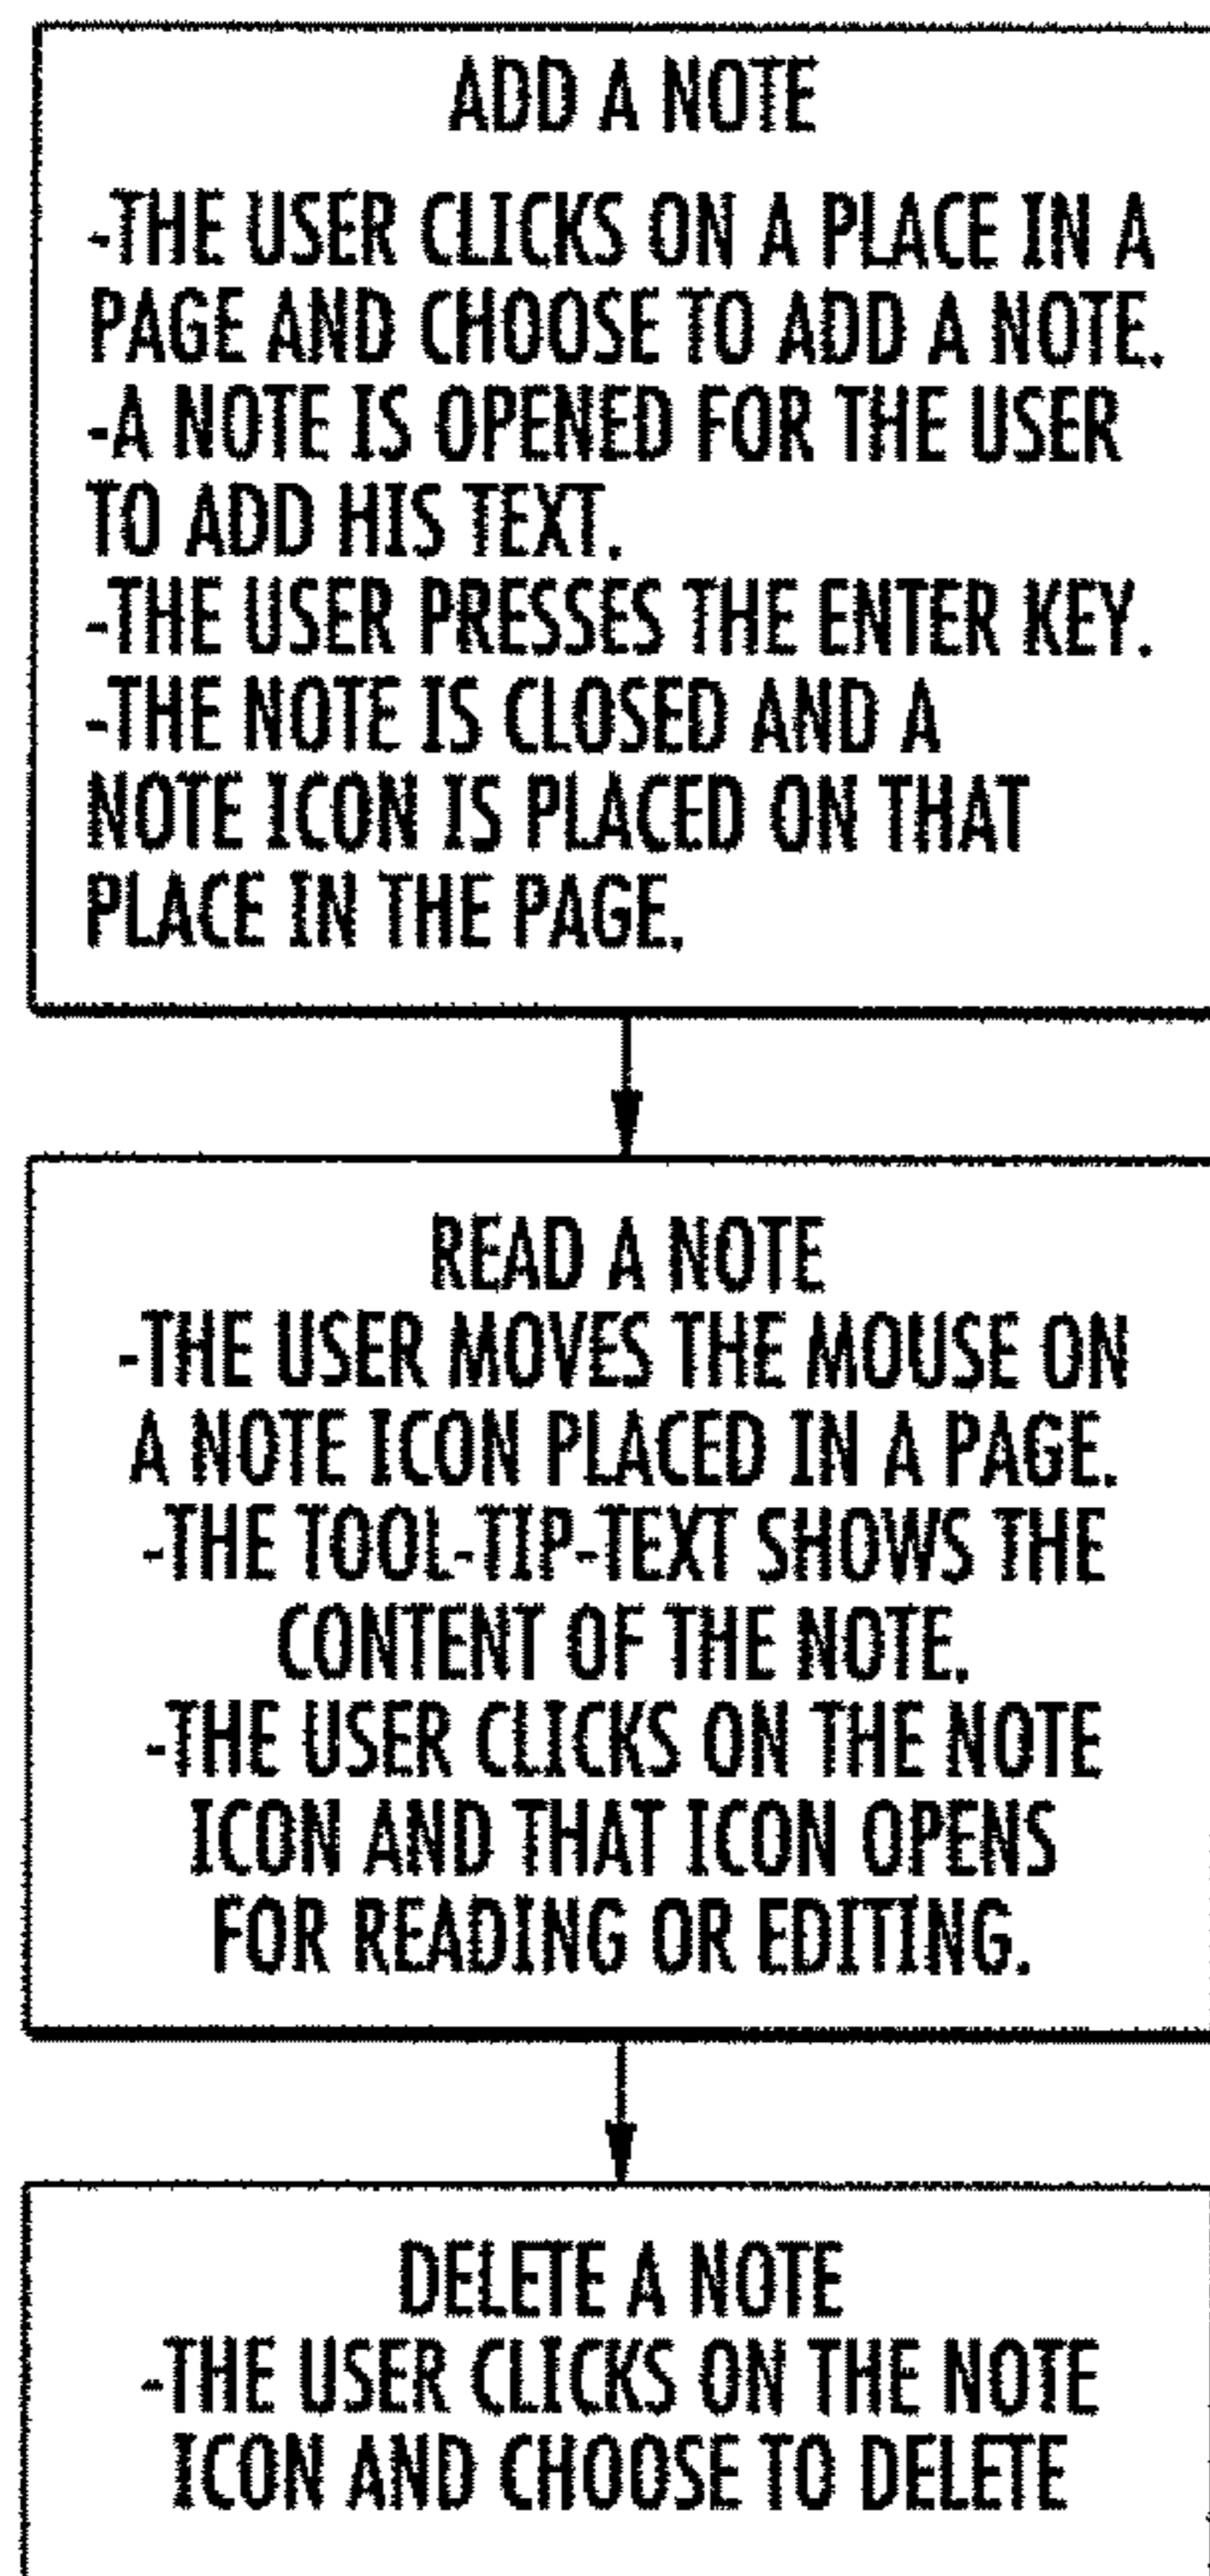 ADD A NOTE
-THE USER CLICKS ON A PLACE IN A
PAGE AND CHOOSE TO ADD A NOTE.
-A NOTE IS OPENED FOR THE USER
TO ADD HIS TEXT.
-THE USER PRESSES THE ENTER KEY.
-THE NOTE IS CLOSED AND A
NOTE ICON IS PLACED ON THAT
PLACE IN THE PAGE.
READ A NOTE
-THE USER MOVES THE MOUSE ON
A NOTE ICON PLACED IN A PAGE.
-THE TOOL-TIP-TEXT SHOWS THE
CONTENT OF THE NOTE.
-THE USER CLICKS ON THE NOTE
ICON AND THAT ICON OPENS
FOR READING OR EDITING.
DELETE A NOTE
-THE USER CLICKS ON THE NOTE
ICON AND CHOOSE TO DELETE